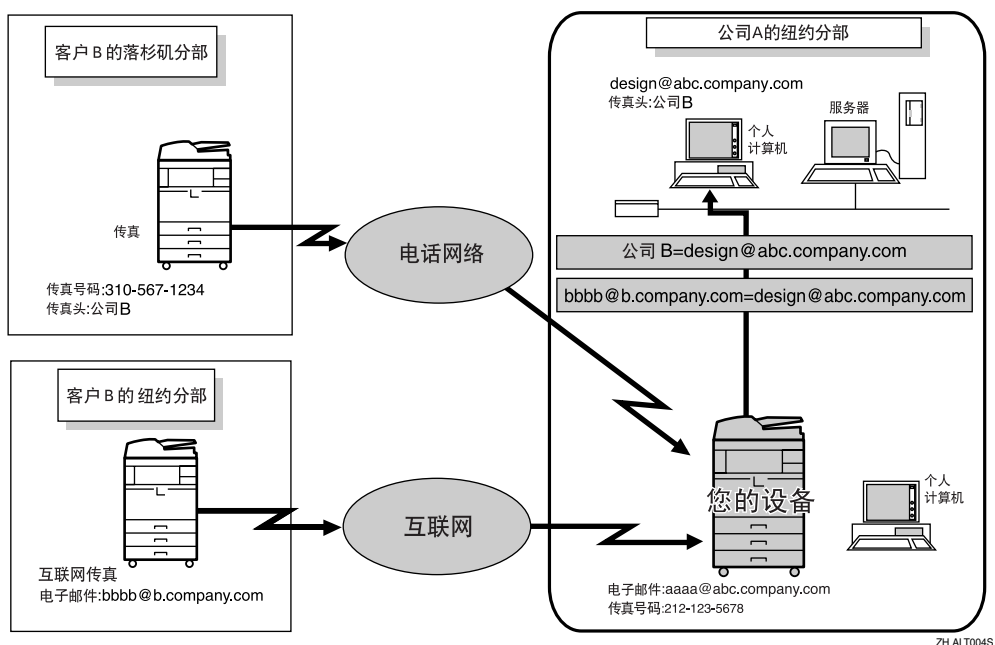 客户B的落杉矶分部
传真
传真号码:310-567-1234
传真头:公司B
客户B的纽约分部
互联网传真
电子邮件:bbbb@b.company.com
电话网络
互联网
公司A的纽约分部
design@abc.company.com
传真头:公司B
个人
计算机
服务器
公司 B=design@abc.company.com
bbbb@b.company.com=design@abc.company.com
您的设备
个人
计算机
电子邮件:aaaa@abc.company.com
传真号码:212-123-5678
ZH ALT004S